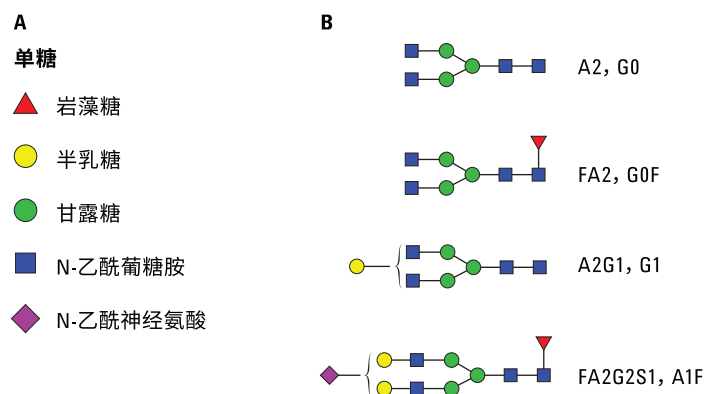 A
单糖
岩藻糖
半乳糖
甘露糖
N-乙酰葡糖胺
N-乙酰神经氨酸
B
A2，G0
FA2，G0F
A2G1，G1
FA2G2S1，A1F